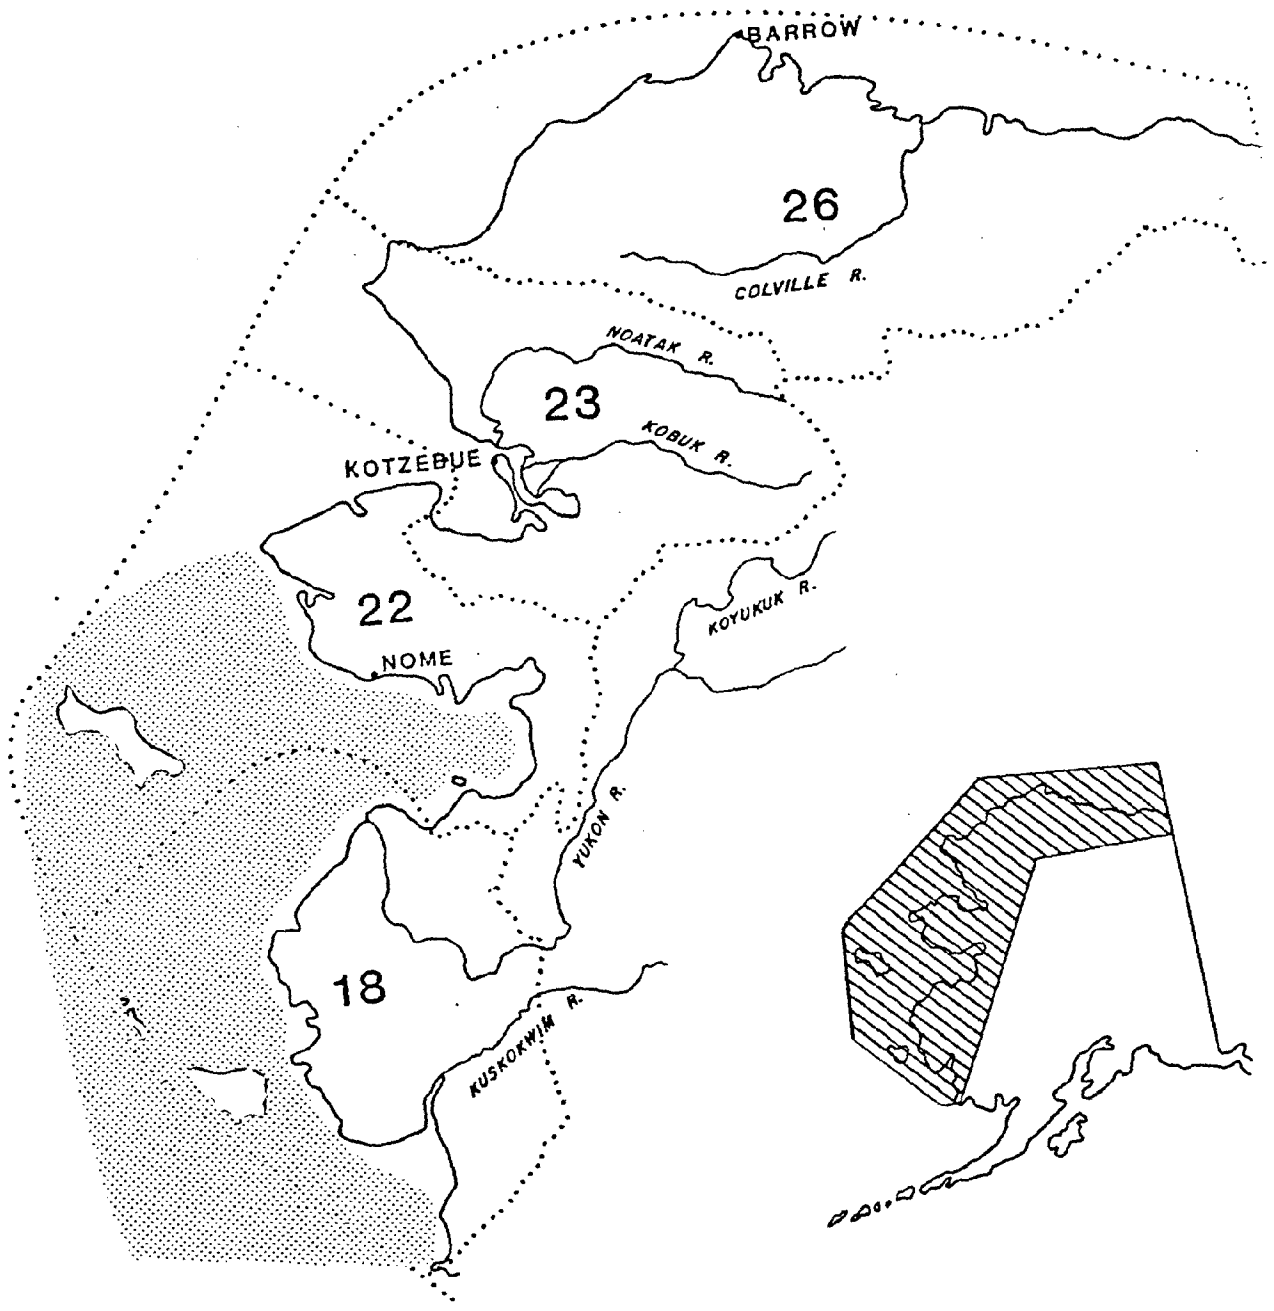 BARROW
26
COLVILLE R.
NOATAK R.
23
KOBUK R.
KOTZEBUE
22
KOYUKUK R.
NOME
YUKON R.
18
KUSKOKWIM R.